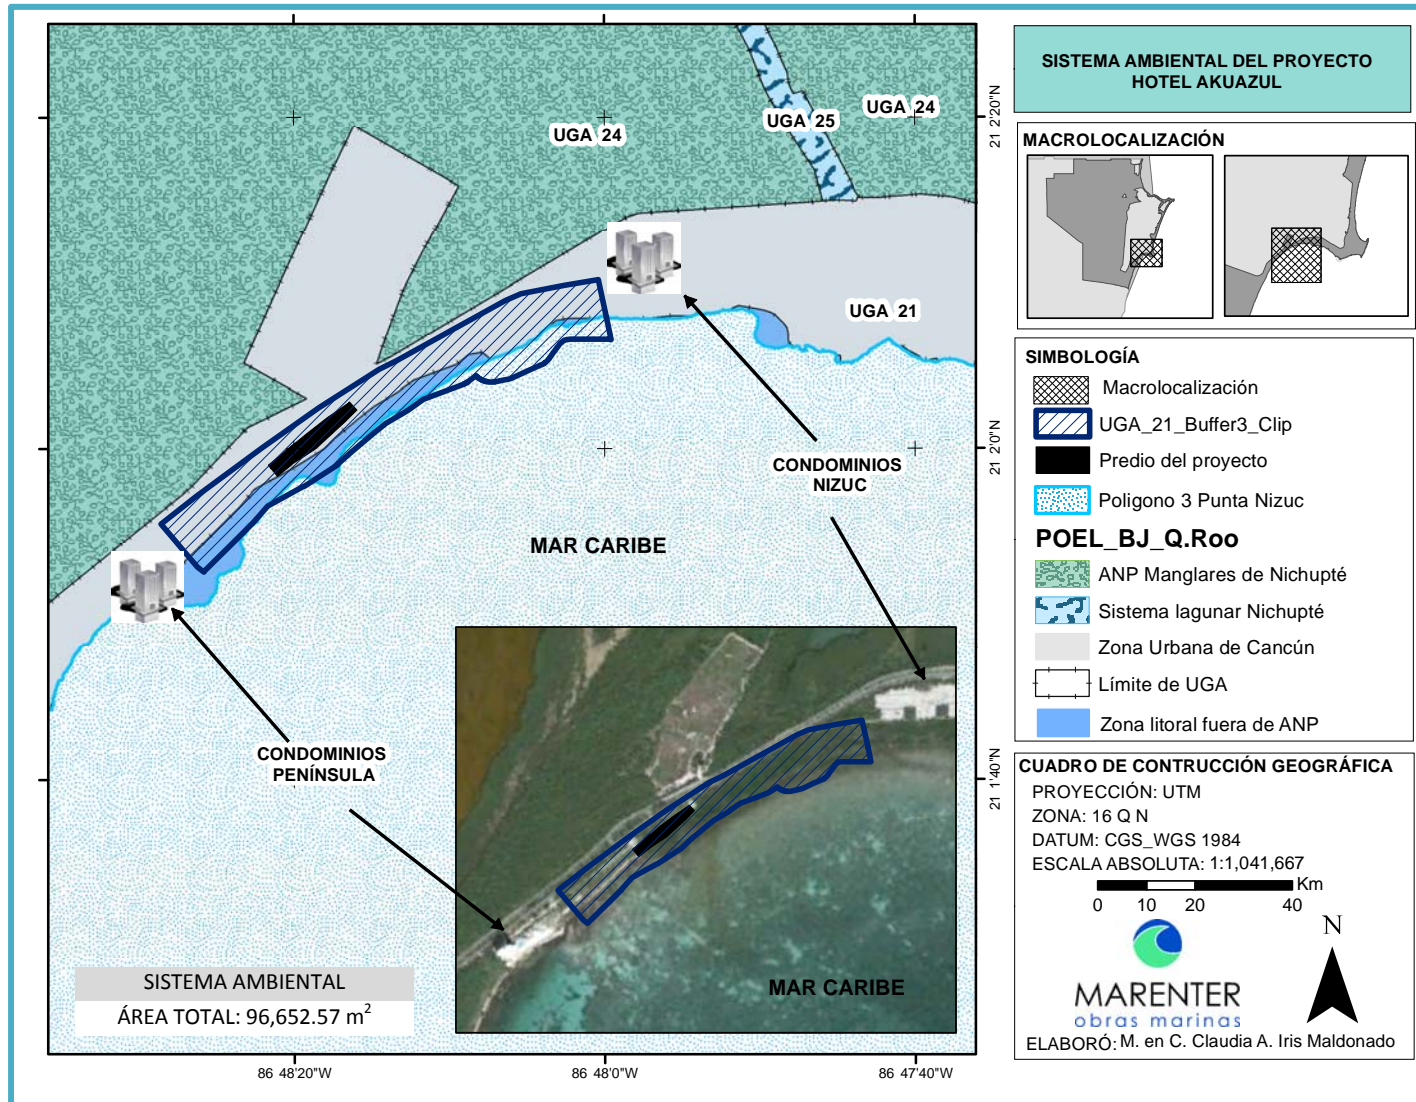 UGA 24
UGA 25
UGA 24
UGA 21
CONDOMINIOS
NIZUC
MAR CARIBE
CONDOMINIOS
PENÍNSULA
MAR CARIBE
SISTEMA AMBIENTAL
ÁREA TOTAL: 96,652.57 m²
86 48'20"W
86 48'0"W
86 47'40"W
21 2'20"N
21 2'0"N
21 1'40"N
SISTEMA AMBIENTAL DEL PROYECTO
HOTEL AKUAZUL
MACROLOCALIZACIÓN
SIMBOLOGÍA
Macrolocalización
UGA_21_Buffer3_Clip
Predio del proyecto
Poligono 3 Punta Nizuc
POEL_BJ_Q.Roo
ANP Manglares de Nichupté
Sistema lagunar Nichupté
Zona Urbana de Cancún
Límite de UGA
Zona litoral fuera de ANP
CUADRO DE CONTRUCCIÓN GEOGRÁFICA
PROYECCIÓN: UTM
ZONA: 16 Q N
DATUM: CGS_WGS 1984
ESCALA ABSOLUTA: 1:1,041,667
Km
0 10 20 40
N
MARENTER
obras marinas
ELABORÓ: M. en C. Claudia A. Iris Maldonado